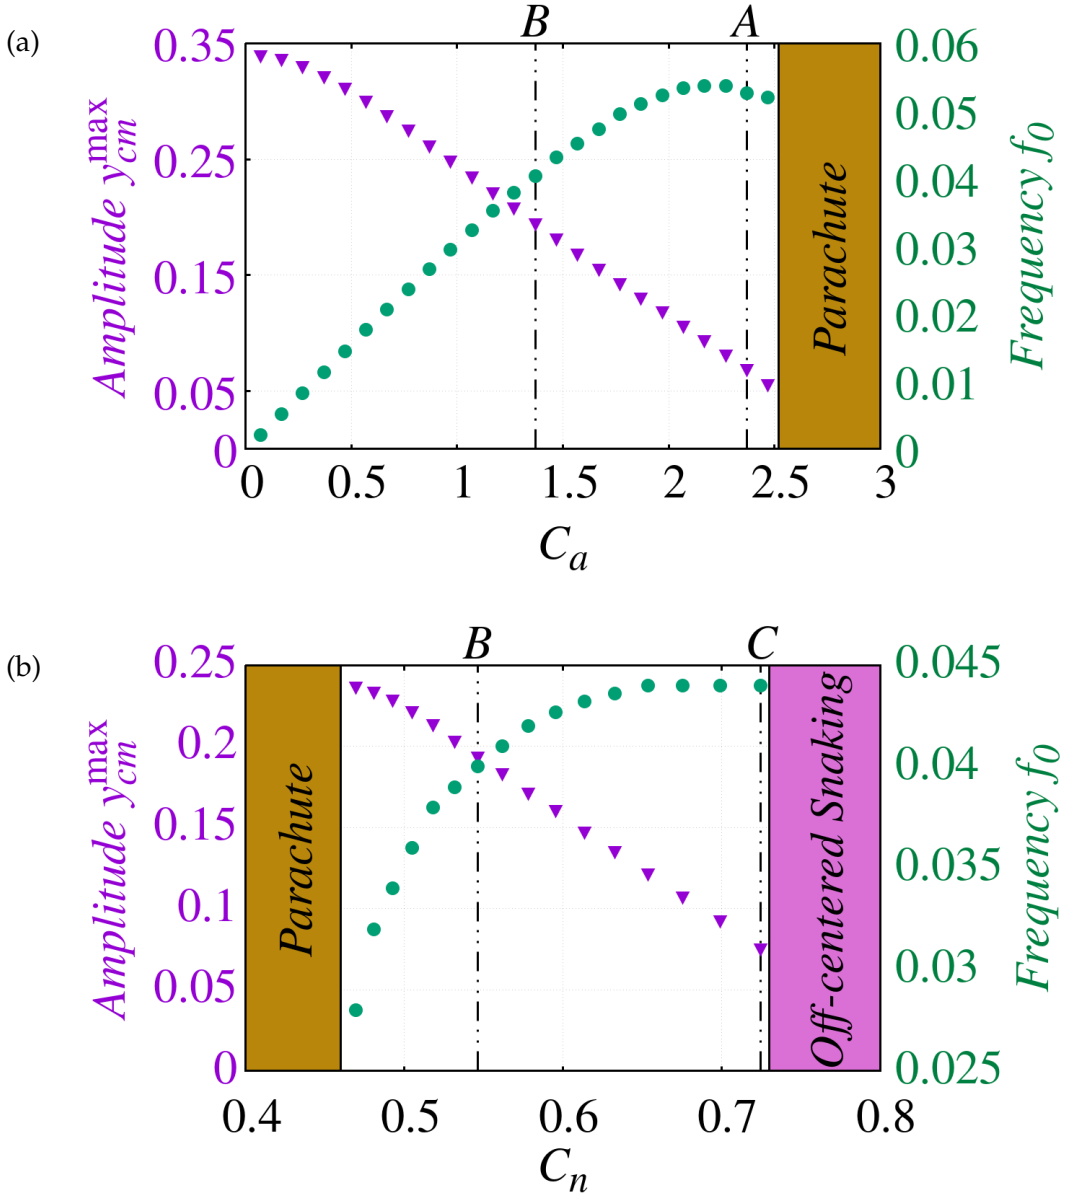 (a)
B A
0.35
0.25
0.15
0.05
0
Amplitude y_{cm}^{max}
Parachute
0.06
0.05
0.04
0.03
0.02
0.01
0
Frequency f_0
0 0.5 1 1.5 2 2.5 3
C_a
(b)
B C
0.25
0.2
0.15
0.1
0.05
0
Amplitude y_{cm}^{max}
Parachute
Off-centered Snaking
0.045
0.04
0.035
0.03
0.025
Frequency f_0
0.4 0.5 0.6 0.7 0.8
C_n